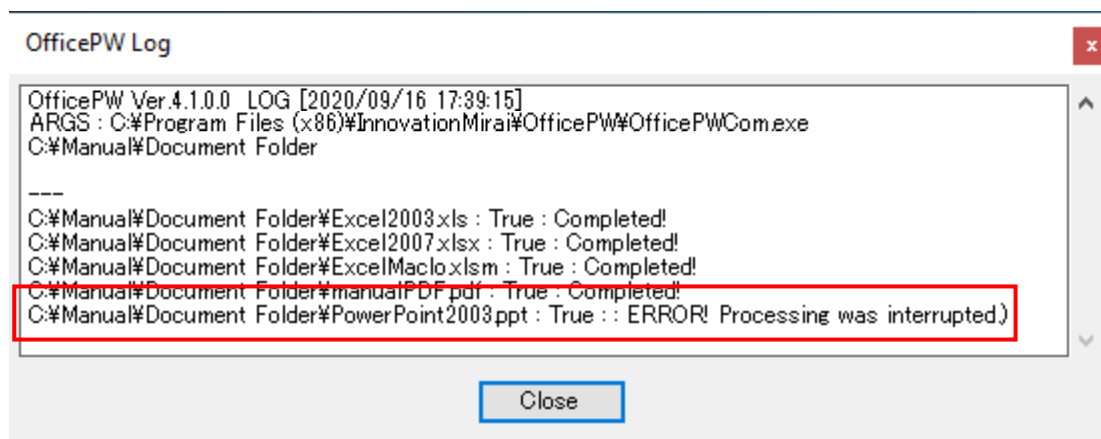 OfficePW Log
x
OfficePW Ver.4.1.0.0 LOG [2020/09/16 17:39:15]
ARGS : C:¥Program Files (x86)¥InnovationMirai¥OfficePW¥OfficePWCom.exe
C:¥Manual¥Document Folder
---
C:¥Manual¥Document Folder¥Excel2003.xls : True : Completed!
C:¥Manual¥Document Folder¥Excel2007.xlsx : True : Completed!
C:¥Manual¥Document Folder¥ExcelMaclo.xlsm : True : Completed!
C:¥Manual¥Document Folder¥manualPDF.pdf : True : Completed!
C:¥Manual¥Document Folder¥PowerPoint2003.ppt : True : : ERROR! Processing was interrupted.)
Close